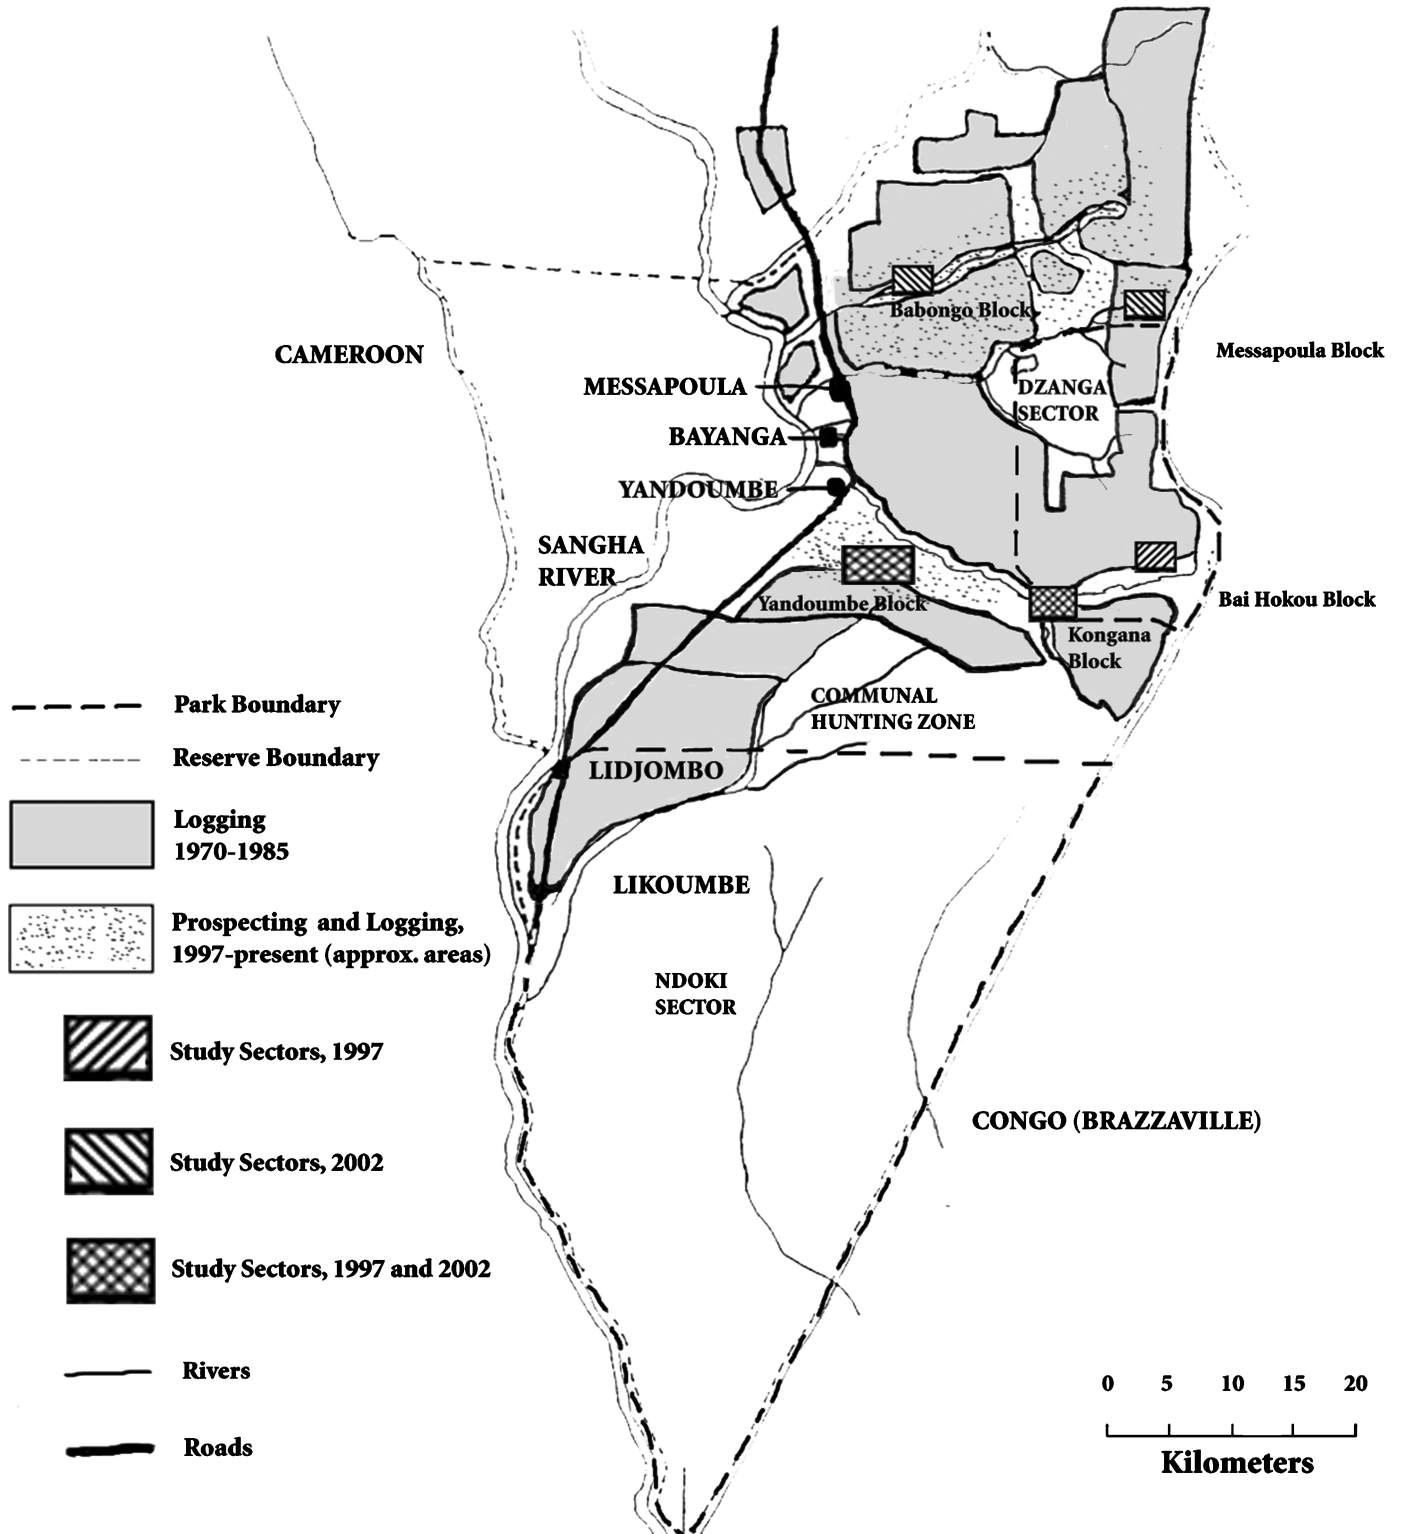 Babongo Block
Messapoula Block
CAMEROON
MESSAPOULA
DZANGA
SECTOR
BAYANGA
YANDOUMBE
SANGHA
RIVER
Yandoumbe Block
Bai Hokou Block
Kongana
Block
COMMUNAL
HUNTING ZONE
LIDJOMBO
LIKOUMBE
NDOKI
SECTOR
CONGO (BRAZZAVILLE)
Park Boundary
Reserve Boundary
Logging
1970-1985
Prospecting and Logging,
1997-present (approx. areas)
Study Sectors, 1997
Study Sectors, 2002
Study Sectors, 1997 and 2002
Rivers
Roads
0 5 10 15 20
Kilometers